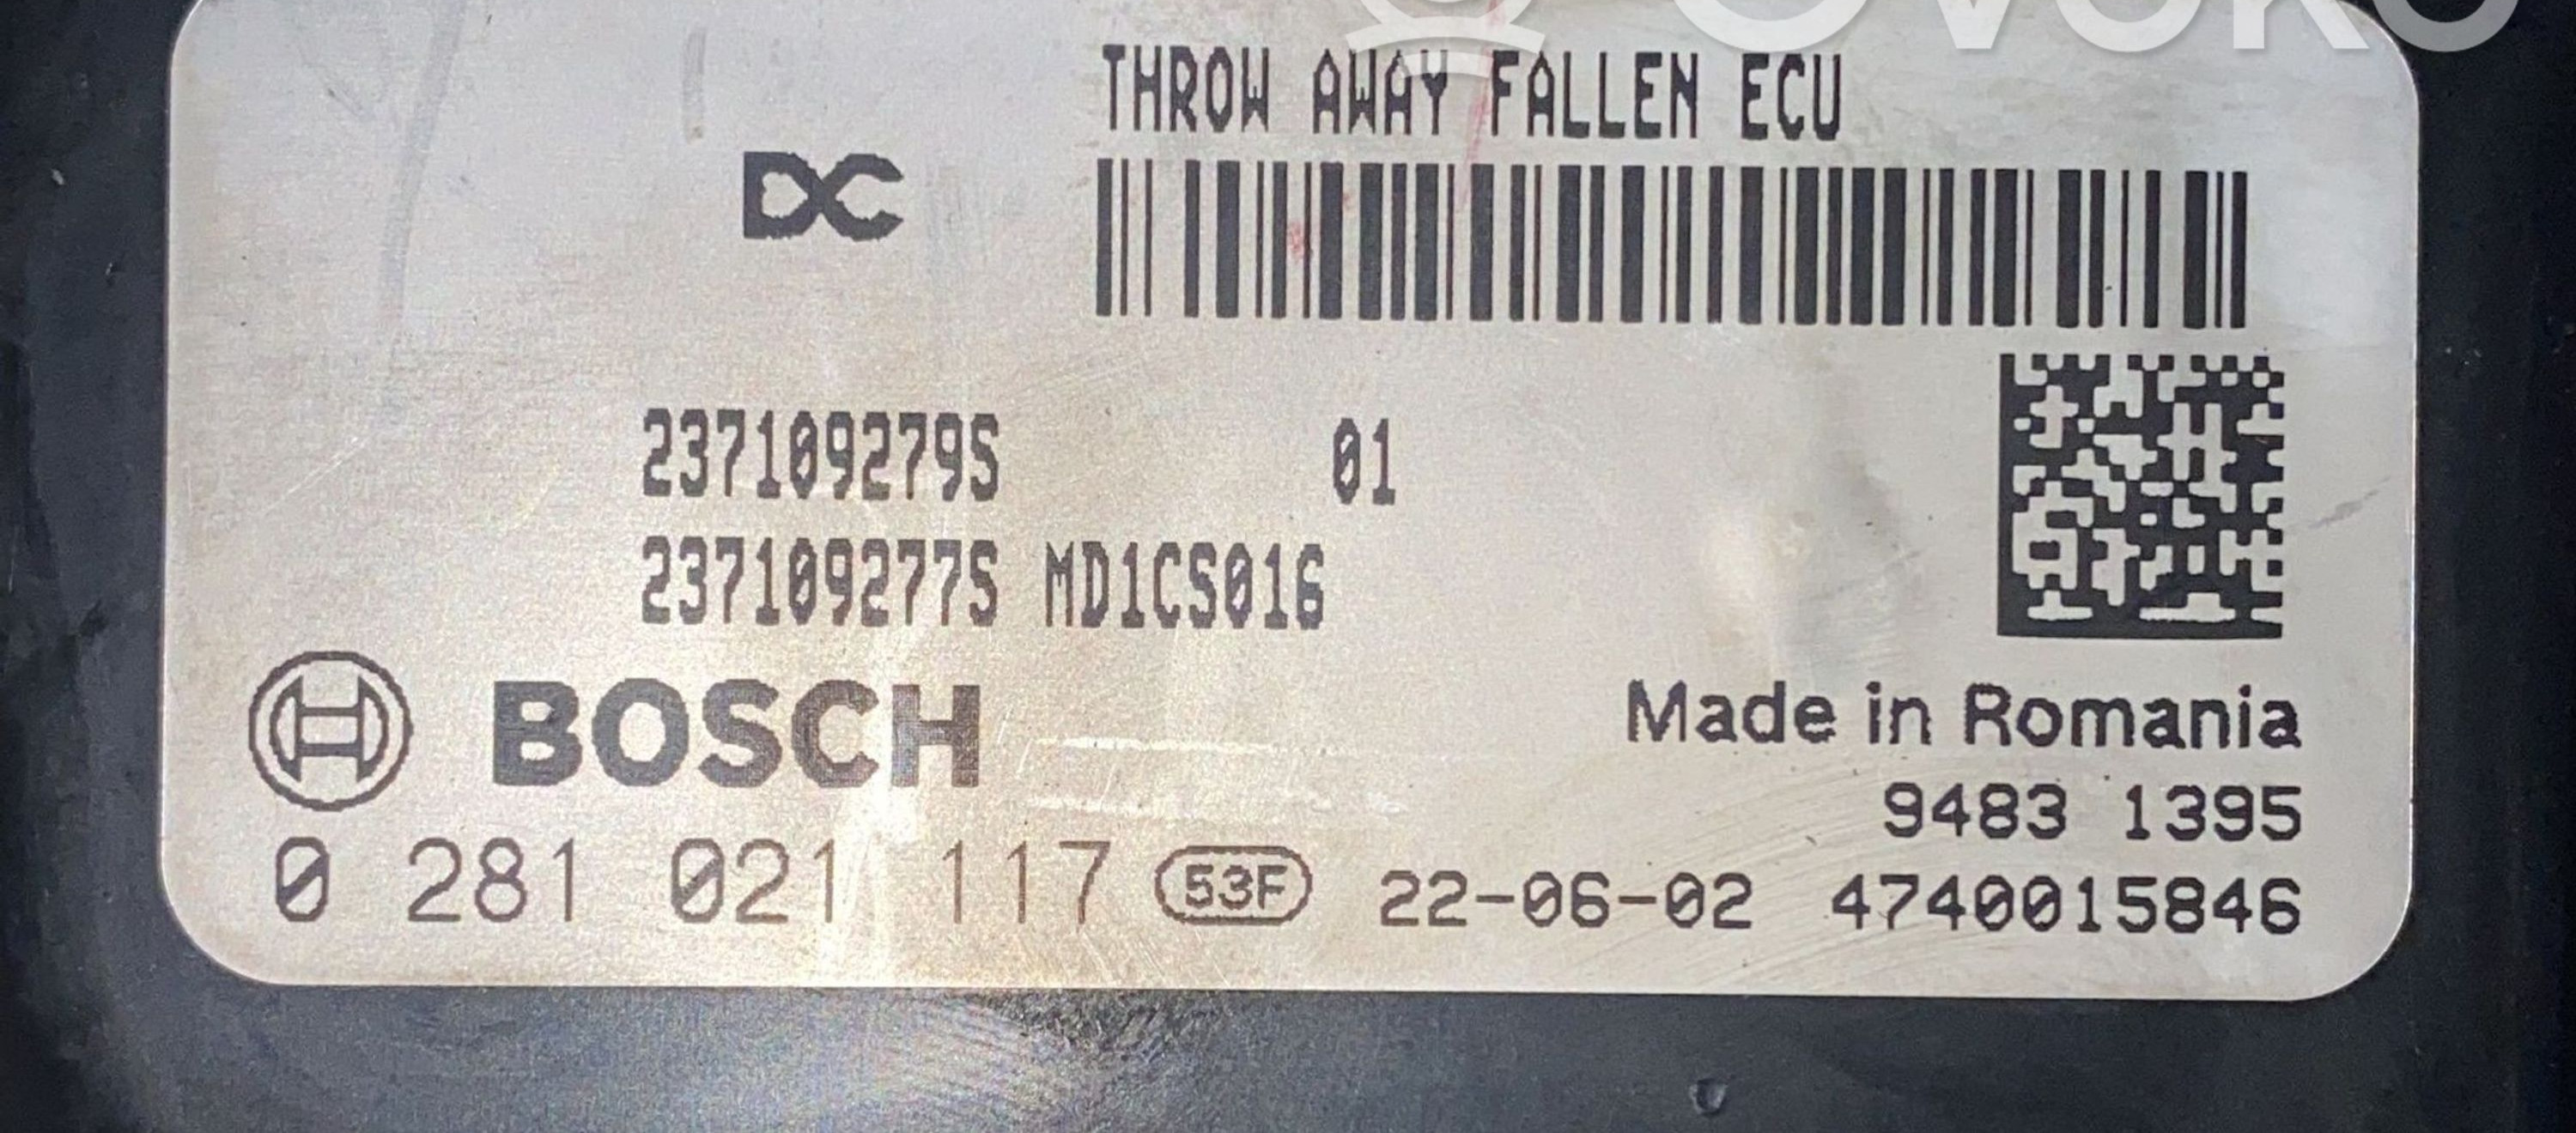 OVOKO
THROW AWAY FALLEN ECU
DC
237109279S 01
237109277S MD1CS016
BOSCH
Made in Romania
9483 1395
0 281 021 117 53F 22-06-02 4740015846